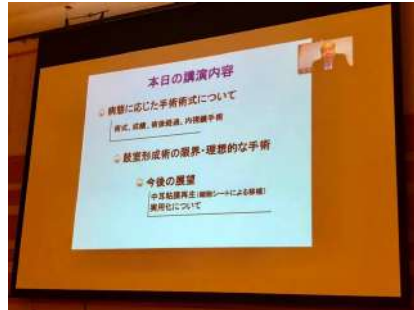 本日の講演内容
病態に応じた手術術式について
術式、成績、術後経過、内視鏡手術
鼓室形成術の限界・理想的な手術
今後の展望
中耳粘膜再生(細胞シートによる移植)
実用化について